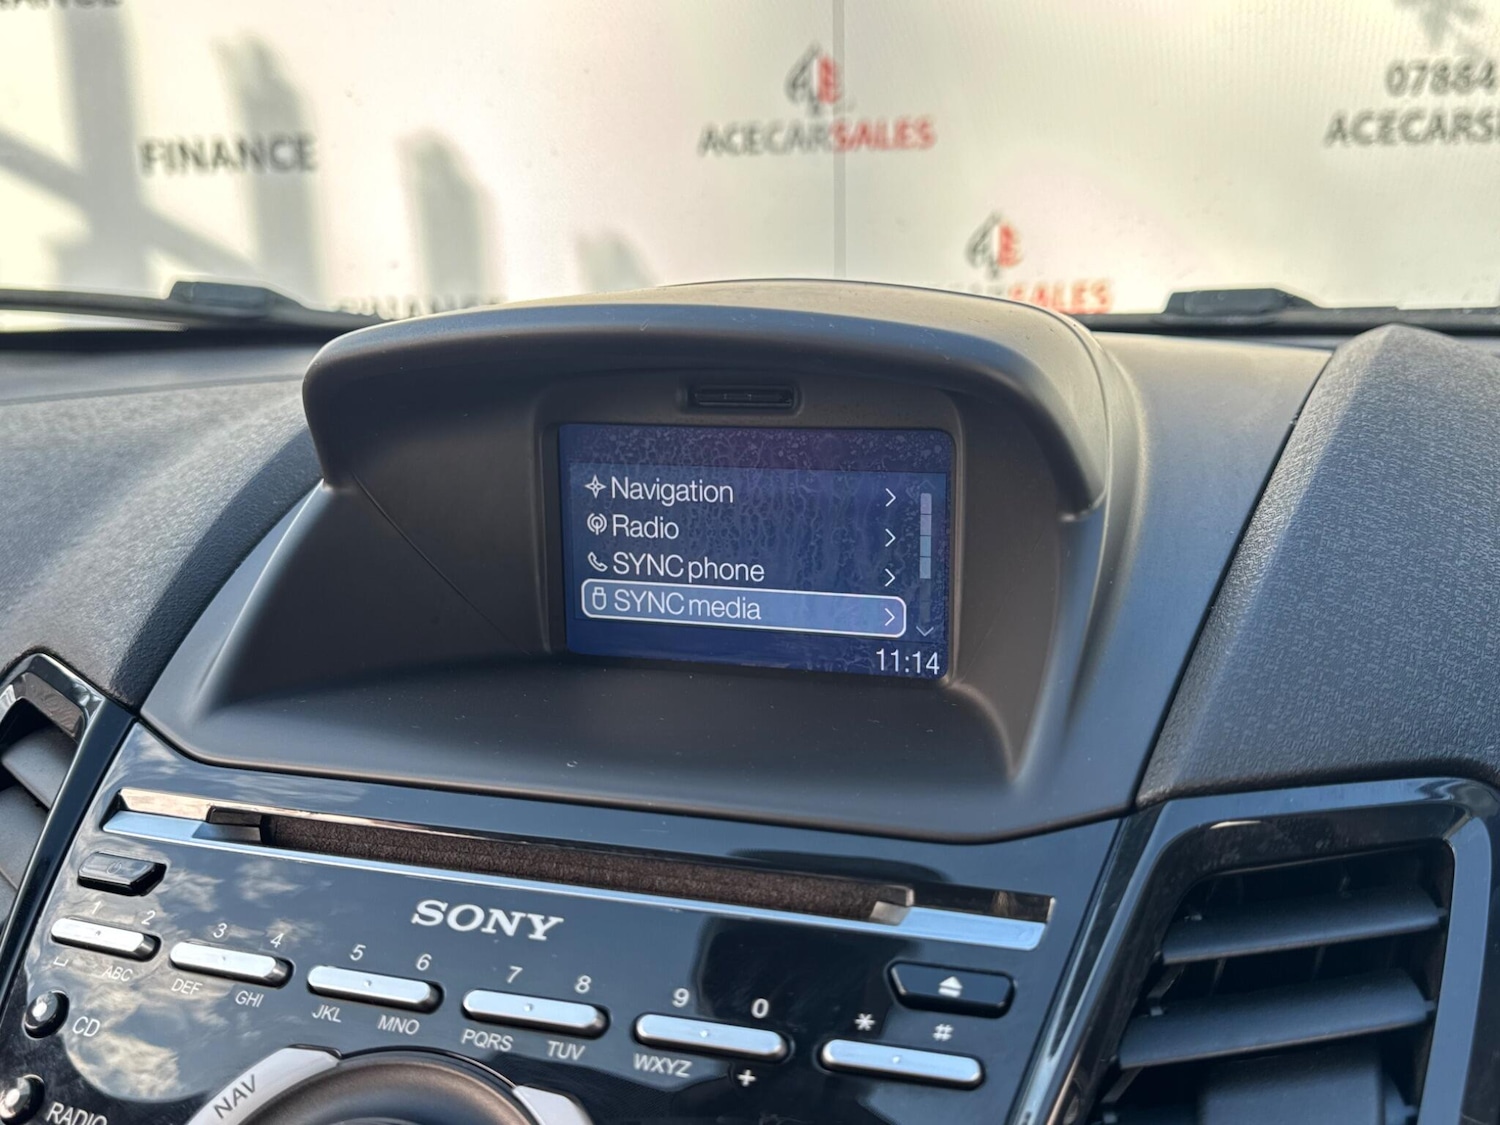 FINANCE
ACECARSALES
07884
ACECARS
SALES
Navigation
Radio
SYNC phone
SYNC media
11:14
SONY
1 2 3 4 5 6 7 8 9 0 * #
ABC DEF GHI JKL MNO PQRS TUV WXYZ +
CD
NAV
RADIO